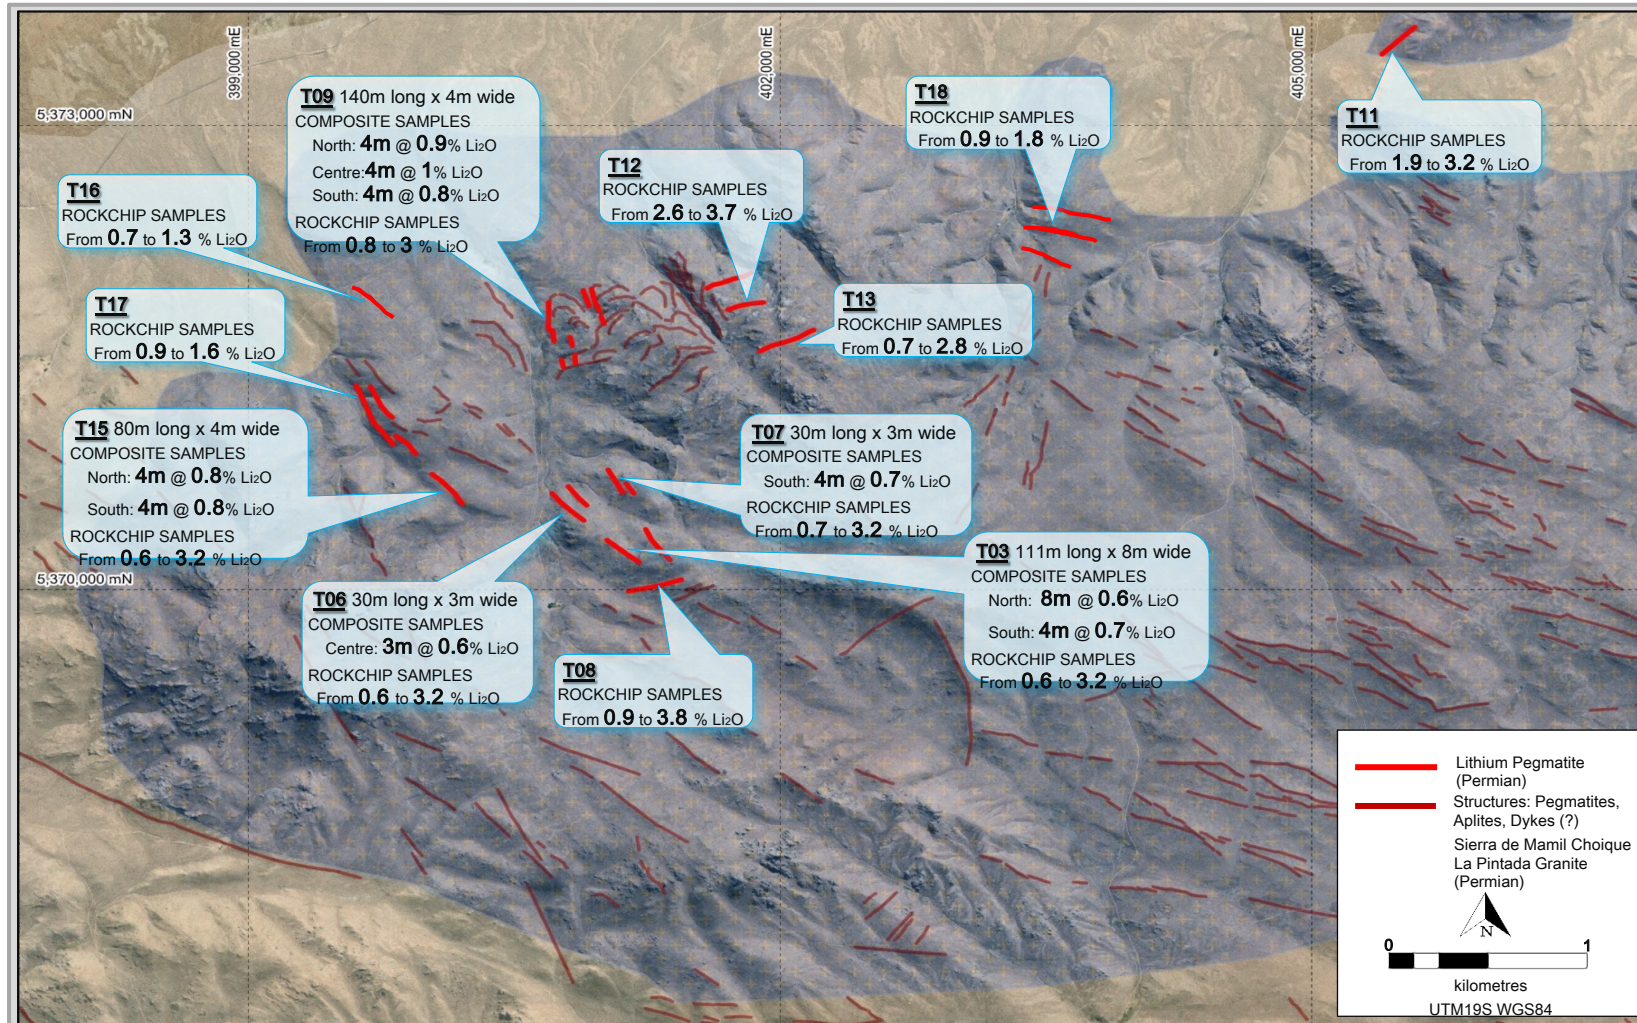 399,000 mE
402,000 mE
405,000 mE
5,373,000 mN
5,370,000 mN
T09 140m long x 4m wide
COMPOSITE SAMPLES
North: 4m @ 0.9% Li2O
Centre:4m @ 1% Li2O
South: 4m @ 0.8% Li2O
ROCKCHIP SAMPLES
From 0.8 to 3 % Li2O
T18
ROCKCHIP SAMPLES
From 0.9 to 1.8 % Li2O
T11
ROCKCHIP SAMPLES
From 1.9 to 3.2 % Li2O
T12
ROCKCHIP SAMPLES
From 2.6 to 3.7 % Li2O
T16
ROCKCHIP SAMPLES
From 0.7 to 1.3 % Li2O
T17
ROCKCHIP SAMPLES
From 0.9 to 1.6 % Li2O
T13
ROCKCHIP SAMPLES
From 0.7 to 2.8 % Li2O
T15 80m long x 4m wide
COMPOSITE SAMPLES
North: 4m @ 0.8% Li2O
South: 4m @ 0.8% Li2O
ROCKCHIP SAMPLES
From 0.6 to 3.2 % Li2O
T07 30m long x 3m wide
COMPOSITE SAMPLES
South: 4m @ 0.7% Li2O
ROCKCHIP SAMPLES
From 0.7 to 3.2 % Li2O
T03 111m long x 8m wide
COMPOSITE SAMPLES
North: 8m @ 0.6% Li2O
South: 4m @ 0.7% Li2O
ROCKCHIP SAMPLES
From 0.6 to 3.2 % Li2O
T06 30m long x 3m wide
COMPOSITE SAMPLES
Centre: 3m @ 0.6% Li2O
ROCKCHIP SAMPLES
From 0.6 to 3.2 % Li2O
T08
ROCKCHIP SAMPLES
From 0.9 to 3.8 % Li2O
Lithium Pegmatite
(Permian)
Structures: Pegmatites,
Aplites, Dykes (?)
Sierra de Mamil Choique
La Pintada Granite
(Permian)
N
0 1
kilometres
UTM19S WGS84